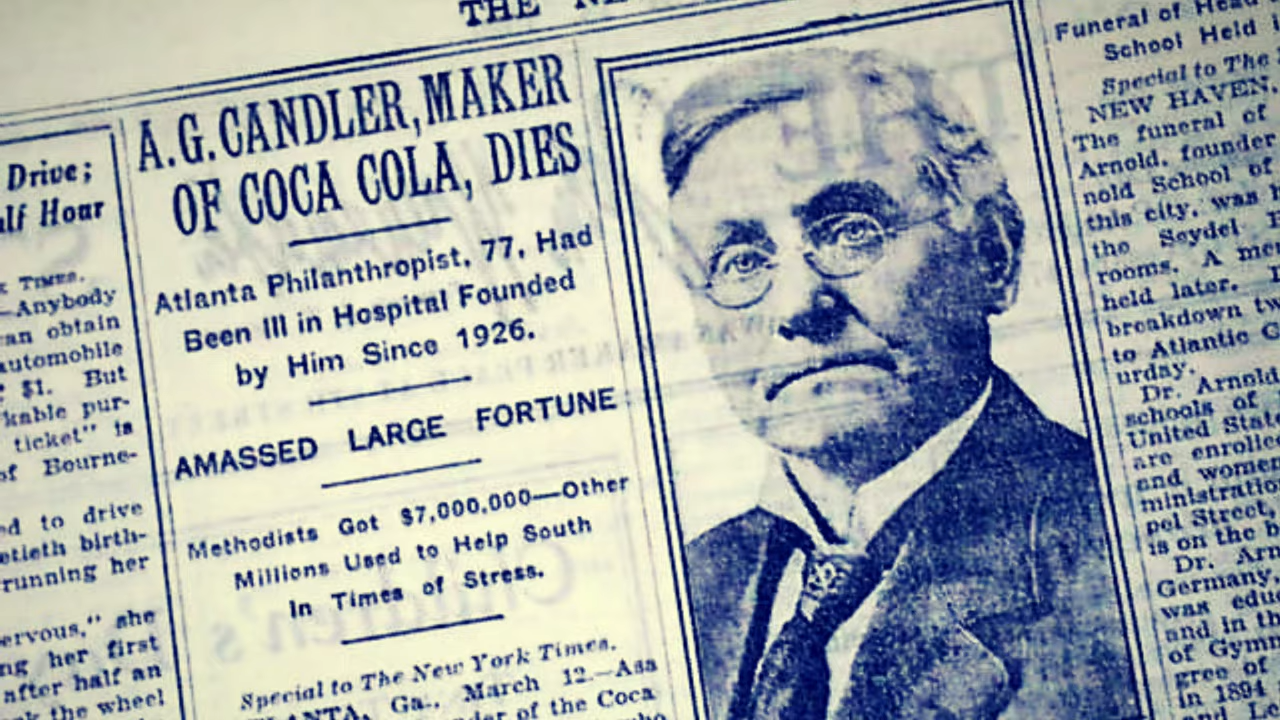 THE
Drive;
alf Hour
TIMES.
—Anybody
an obtain
automobile
$1. But
kable pur-
ticket" is
of Bourne-
ed to drive
etieth birth-
running her
ervous," she
ng her first
after half an
the wheel
A. G. CANDLER, MAKER
OF COCA COLA, DIES
Atlanta Philanthropist, 77, Had
Been Ill in Hospital Founded
by Him Since 1926.
AMASSED LARGE FORTUNE
Methodists Got $7,000,000—Other
Millions Used to Help South
In Times of Stress.
Special to The New York Times.
LANTA, Ga., March 12.—Asa
der of the Coca
who
Funeral of Head
School Held
Special to The
NEW HAVEN,
The funeral of
Arnold, founder
nold School of
this city, was
the Seydel
rooms. A
held later.
breakdown
to Atlantic
urday.
Dr. Arnold
schools of
United State
are enrolle
and women
ministration
pel Street,
is on the
Dr. Arn
Germany,
was edu
and in th
of Gymn
gree of
in 1894